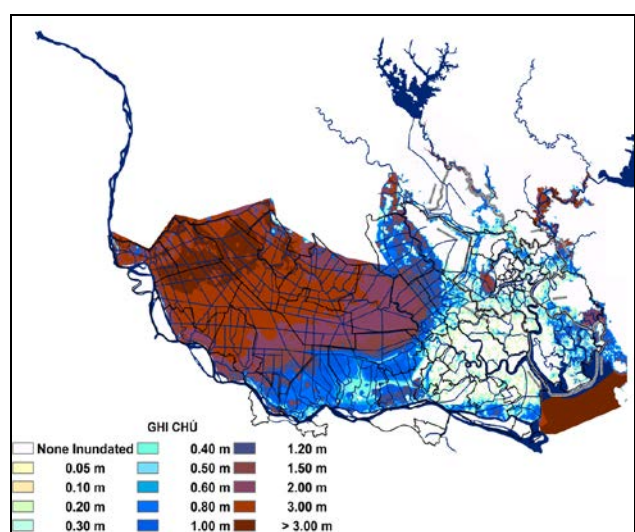 GHI CHÚ
None Inundated
0.05 m
0.10 m
0.20 m
0.30 m
0.40 m
0.50 m
0.60 m
0.80 m
1.00 m
1.20 m
1.50 m
2.00 m
3.00 m
> 3.00 m